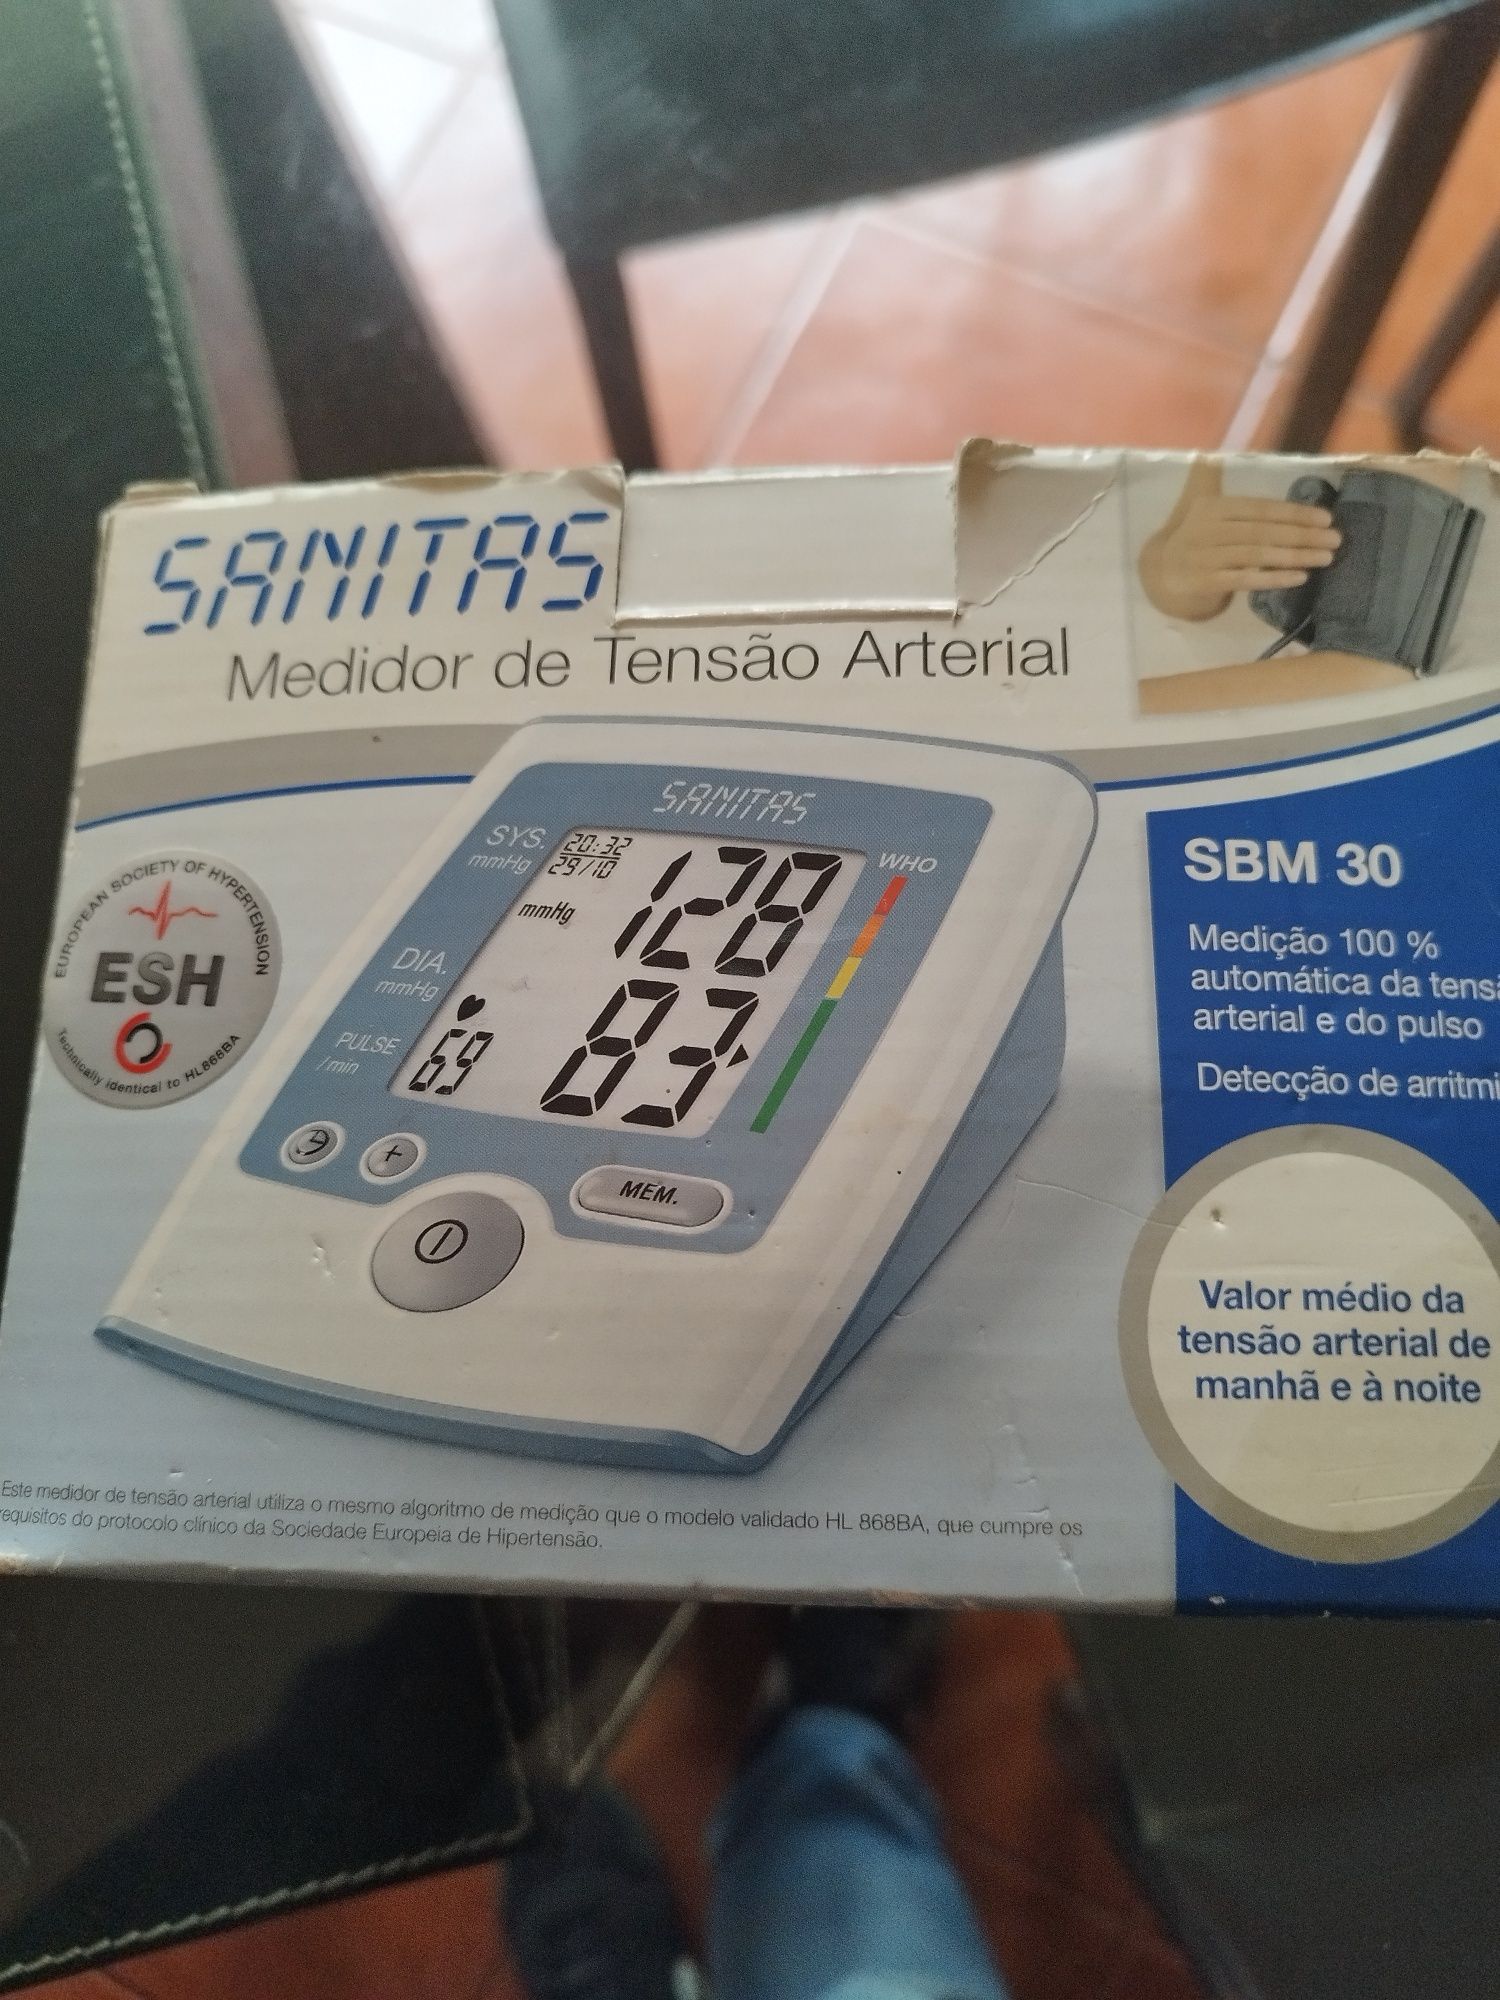 SANITAS
Medidor de Tensão Arterial
SANITAS
SYS.
mmHg
20:32
29/10
mmHg
128
WHO
DIA.
mmHg
83
PULSE
/min
69
MEM.
EUROPEAN SOCIETY OF HYPERTENSION
ESH
Technically identical to HL868BA
SBM 30
Medição 100 %
automática da
arterial e do pulso
Detecção de
Valor médio da
tensão arterial de
manhã e à noite
Este medidor de tensão arterial utiliza o mesmo algoritmo de medição que o modelo validado HL 868BA, que cumpre os
requisitos do protocolo clínico da Sociedade Europeia de Hipertensão.